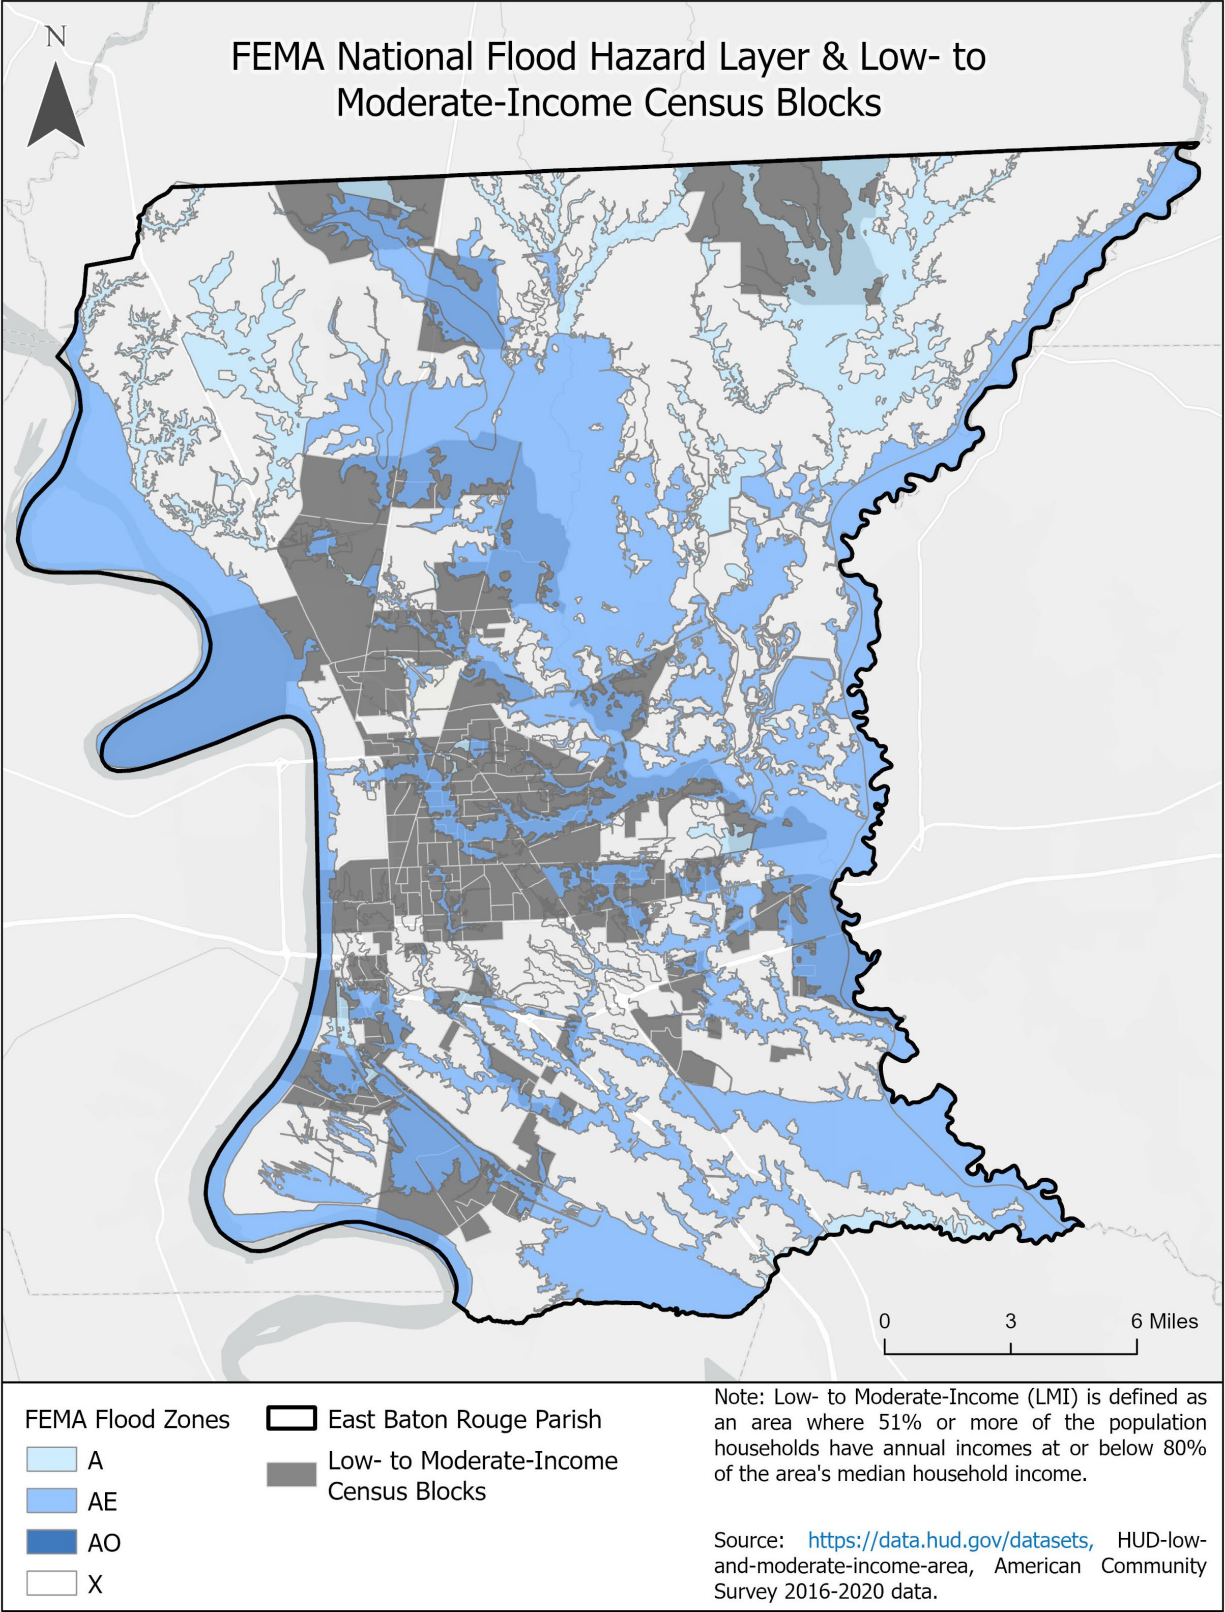 N
FEMA National Flood Hazard Layer & Low- to
Moderate-Income Census Blocks
0 3 6 Miles
FEMA Flood Zones
A
AE
AO
X
East Baton Rouge Parish
Low- to Moderate-Income
Census Blocks
Note: Low- to Moderate-Income (LMI) is defined as
an area where 51% or more of the population
households have annual incomes at or below 80%
of the area's median household income.
Source: https://data.hud.gov/datasets, HUD-low-
and-moderate-income-area, American Community
Survey 2016-2020 data.